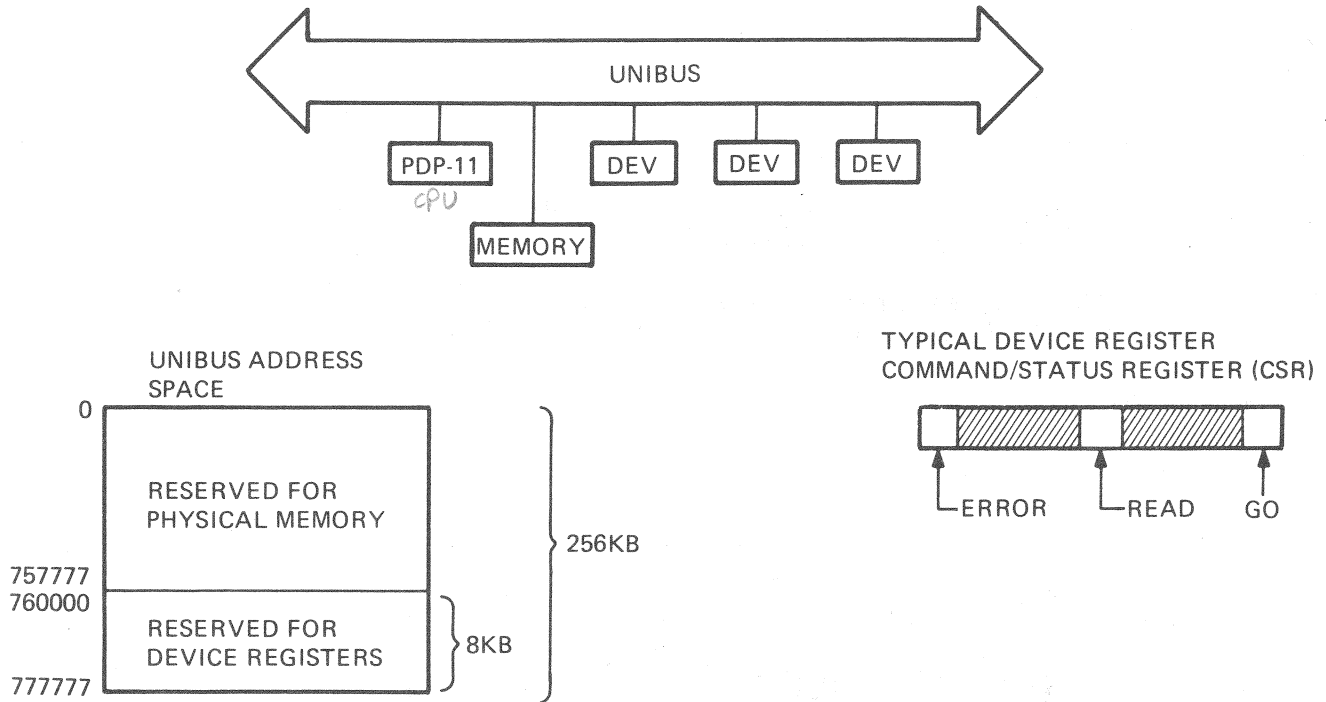 UNIBUS
PDP-11
DEV
DEV
DEV
CPU
MEMORY
UNIBUS ADDRESS
SPACE
0
RESERVED FOR
PHYSICAL MEMORY
256KB
757777
760000
RESERVED FOR
DEVICE REGISTERS
8KB
777777
TYPICAL DEVICE REGISTER
COMMAND/STATUS REGISTER (CSR)
ERROR
READ
GO